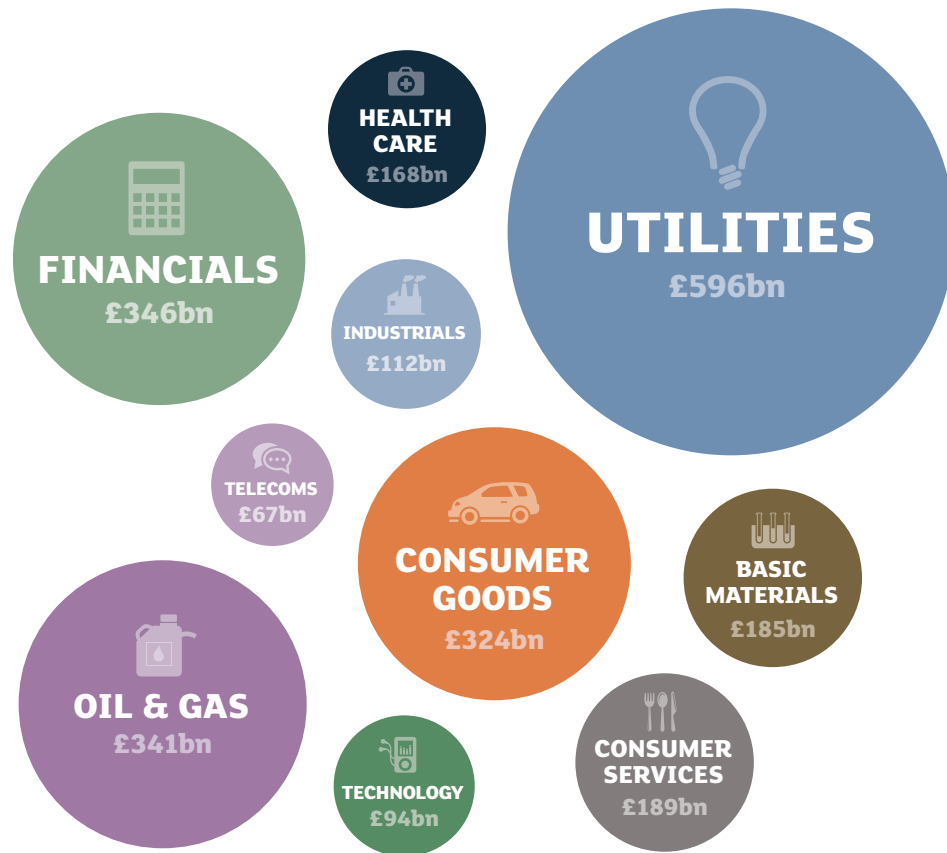 HEALTH
CARE
£168bn
UTILITIES
£596bn
FINANCIALS
£346bn
INDUSTRIALS
£112bn
TELECOMS
£67bn
CONSUMER
GOODS
£324bn
BASIC
MATERIALS
£185bn
OIL & GAS
£341bn
TECHNOLOGY
£94bn
CONSUMER
SERVICES
£189bn